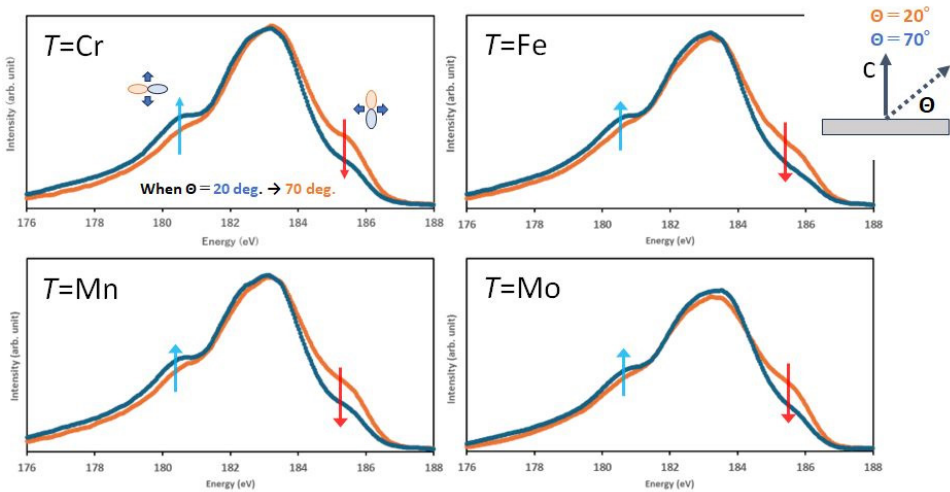 T=Cr
Intensity (arb. unit)
When Θ = 20 deg. → 70 deg.
176 178 180 182 184 186 188
Energy (eV)
T=Fe
Intensity (arb. unit)
176 178 180 182 184 186 188
Energy (eV)
Θ = 20°
Θ = 70°
C
Θ
T=Mn
Intensity (arb. unit)
176 178 180 182 184 186 188
Energy (eV)
T=Mo
Intensity (arb. unit)
176 178 180 182 184 186 188
Energy (eV)